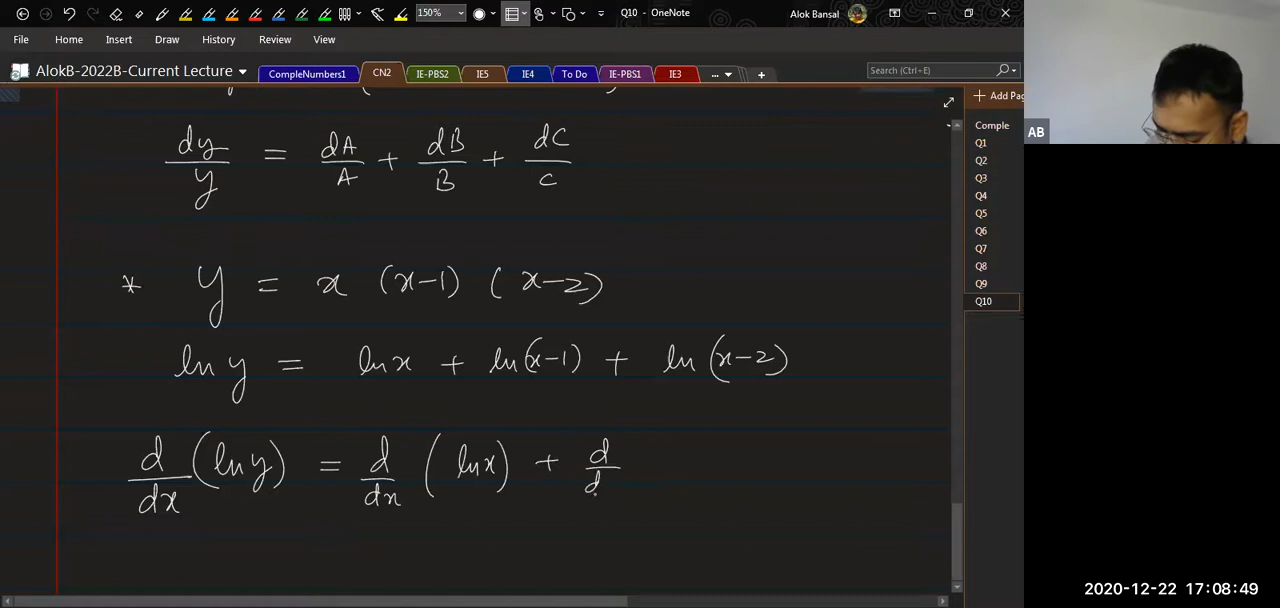 150% Q10 - OneNote Alok Bansal
File Home Insert Draw History Review View
AlokB-2022B-Current Lecture CompleNumbers1 CN2 IE-PBS2 IE5 IE4 To Do IE-PBS1 IE3 ... + Search (Ctrl+E)
+ Add Pag
AB
Comple
Q1
Q2
Q3
Q4
Q5
Q6
Q7
Q8
Q9
Q10
dy/y = dA/A + dB/B + dC/C
* y = x (x-1) (x-2)
ln y = ln x + ln(x-1) + ln (x-2)
d/dx (ln y) = d/dx (ln x) + d/d
2020-12-22 17:08:49